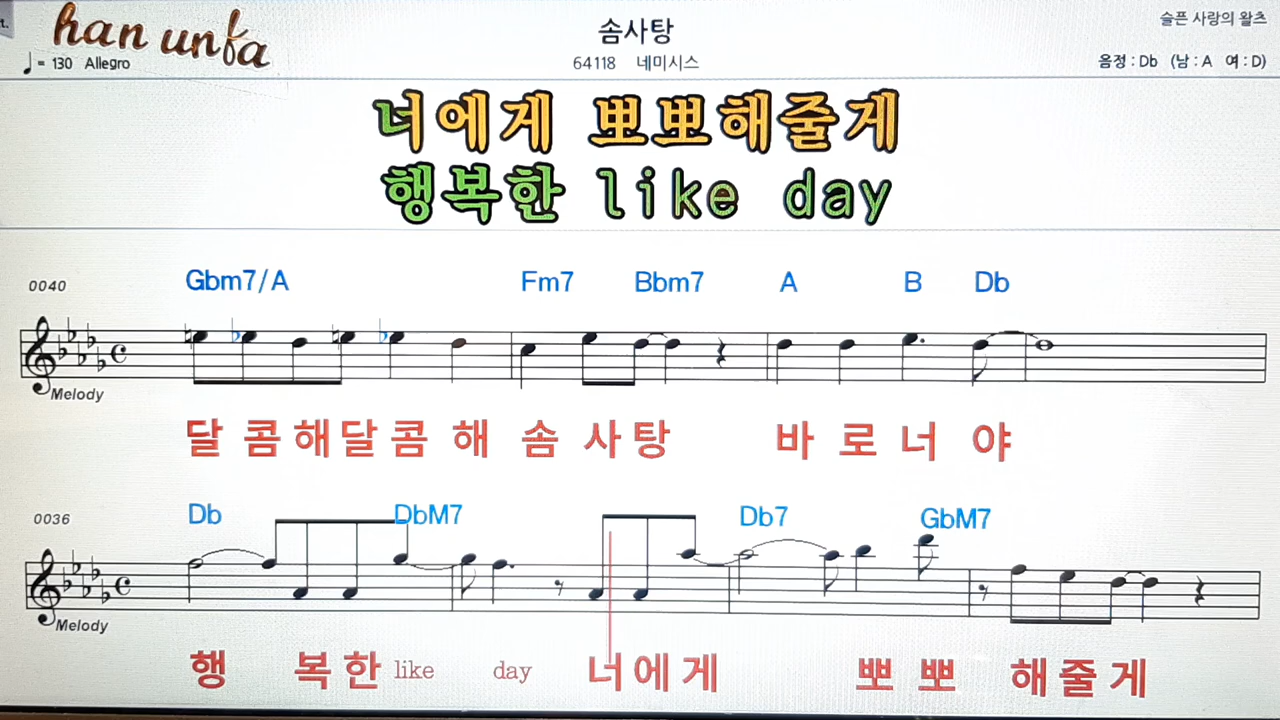 t.
han unfa
솜사탕
슬픈 사랑의 왈츠
♩= 130 Allegro
64118 네미시스
음정 : Db (남 : A 여 : D)
너에게 뽀뽀해줄게
행복한 like day
0040
Gbm7/A Fm7 Bbm7 A B Db
Melody
달 콤 해 달 콤 해 솜 사 탕 바 로 너 야
0036
Db DbM7 Db7 GbM7
Melody
행 복 한 like day 너 에 게 뽀 뽀 해 줄 게